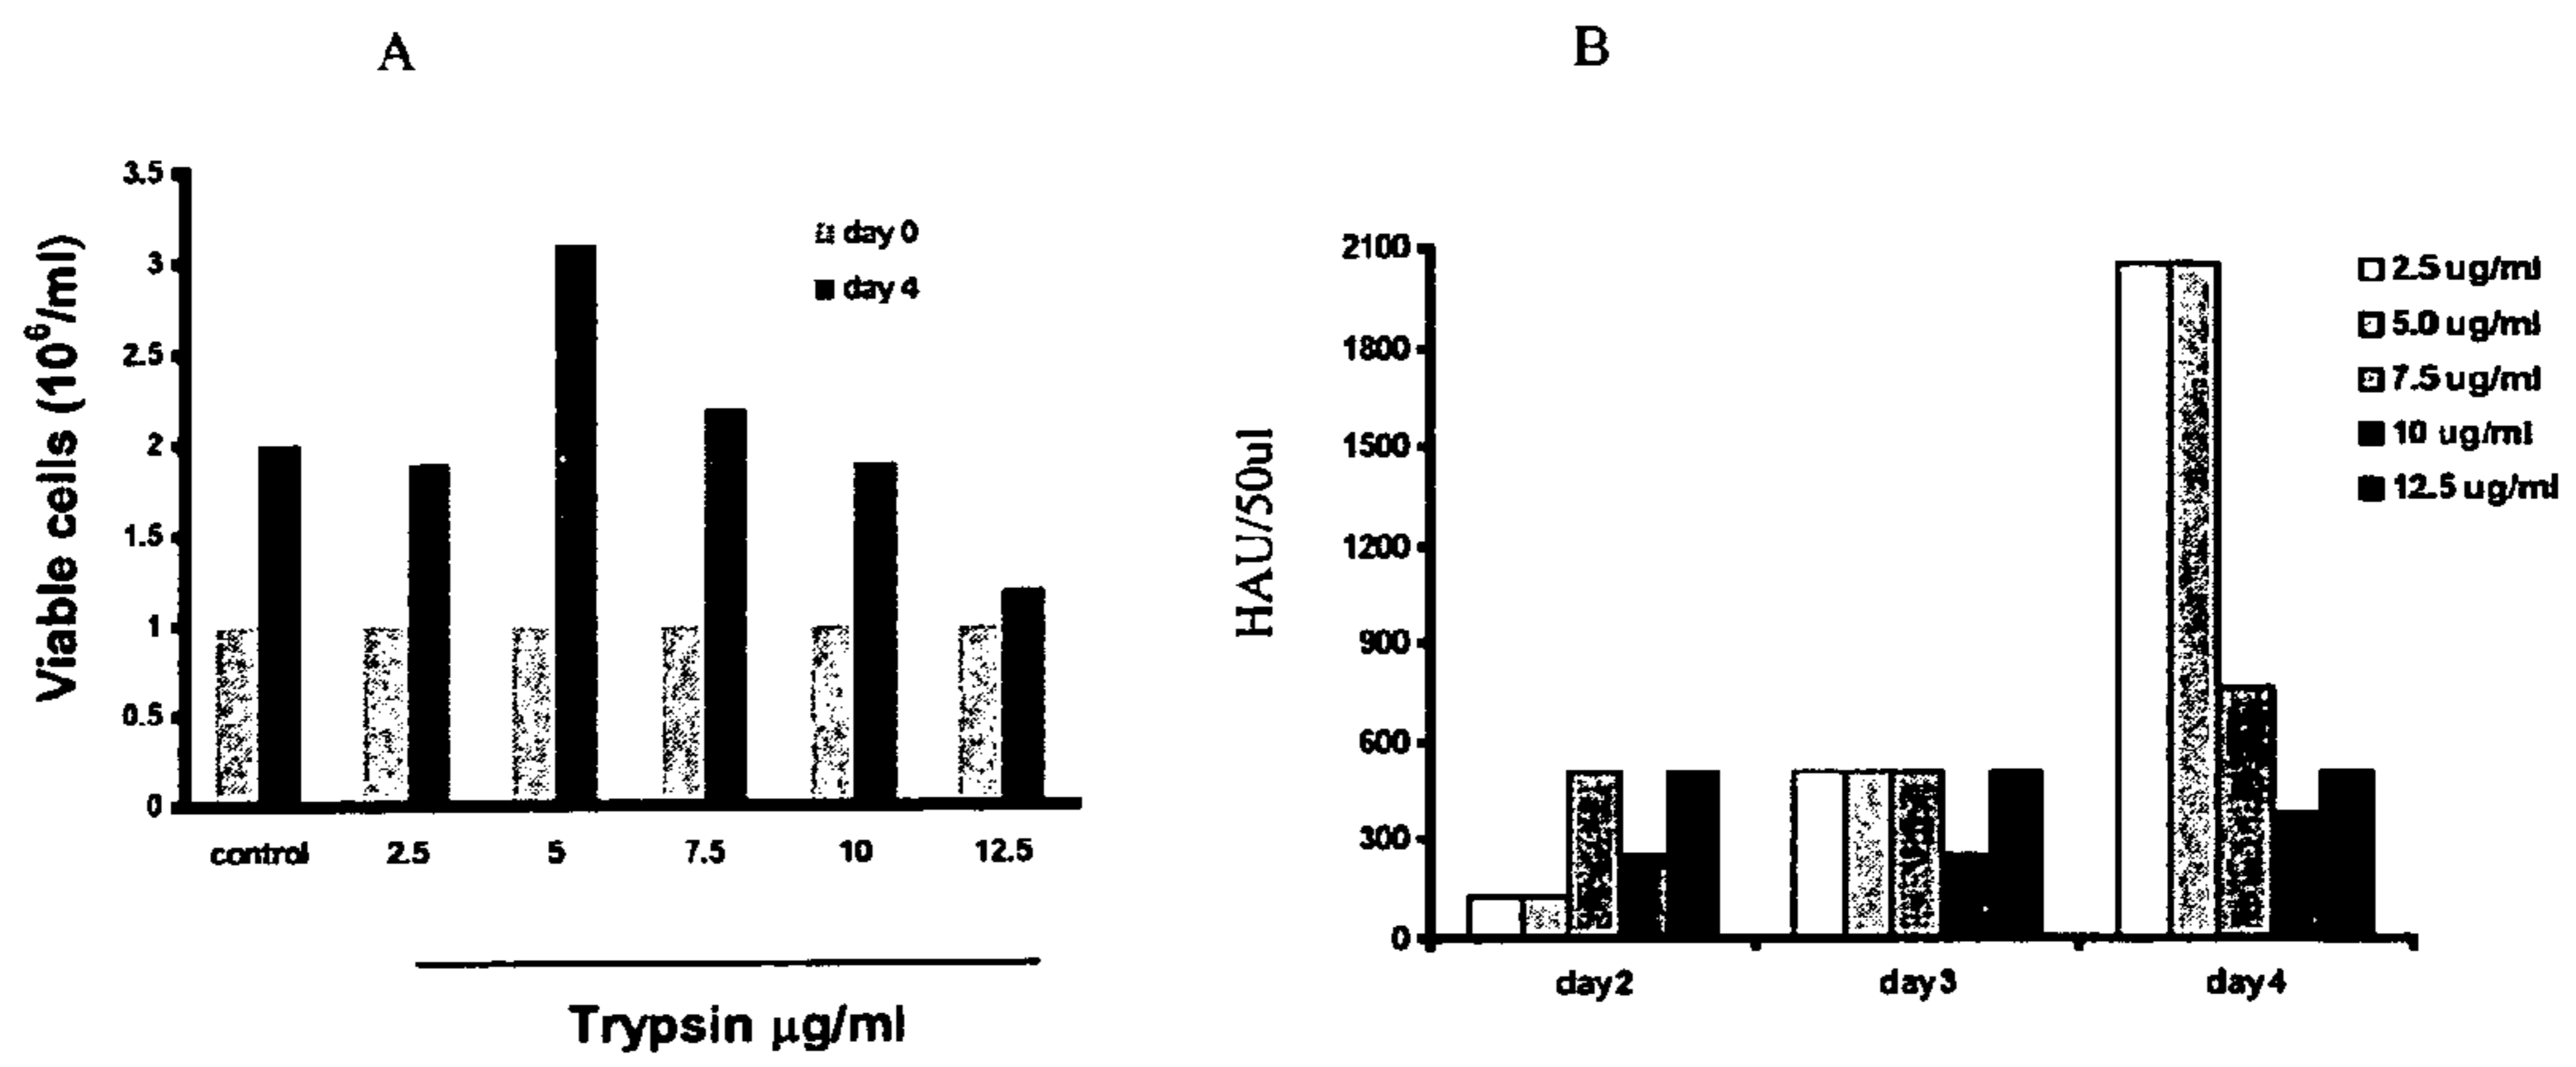 A
B
3.5
3
2.5
2
1.5
1
0.5
0
Viable cells (10⁶/ml)
day 0
day 4
control 2.5 5 7.5 10 12.5
Trypsin μg/ml
2100
1800
1500
1200
900
600
300
0
HAU/50ul
2.5 ug/ml
5.0 ug/ml
7.5 ug/ml
10 ug/ml
12.5 ug/ml
day2 day3 day4